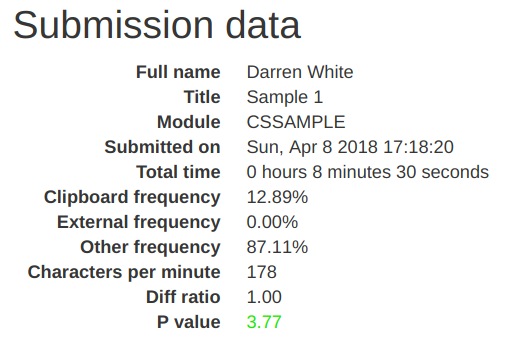 Submission data
Full name Darren White
Title Sample 1
Module CSSAMPLE
Submitted on Sun, Apr 8 2018 17:18:20
Total time 0 hours 8 minutes 30 seconds
Clipboard frequency 12.89%
External frequency 0.00%
Other frequency 87.11%
Characters per minute 178
Diff ratio 1.00
P value 3.77